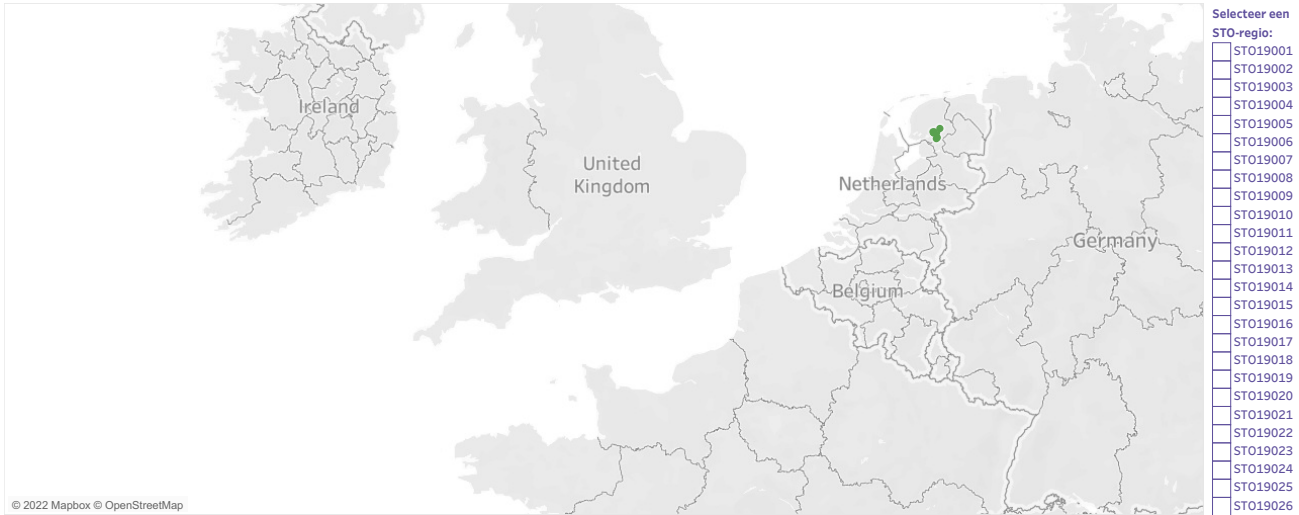 Selecteer een
STO-regio:
STO19001
STO19002
STO19003
STO19004
STO19005
STO19006
STO19007
STO19008
STO19009
STO19010
STO19011
STO19012
STO19013
STO19014
STO19015
STO19016
STO19017
STO19018
STO19019
STO19020
STO19021
STO19022
STO19023
STO19024
STO19025
STO19026
Ireland
United
Kingdom
Netherlands
Germany
Belgium
© 2022 Mapbox © OpenStreetMap